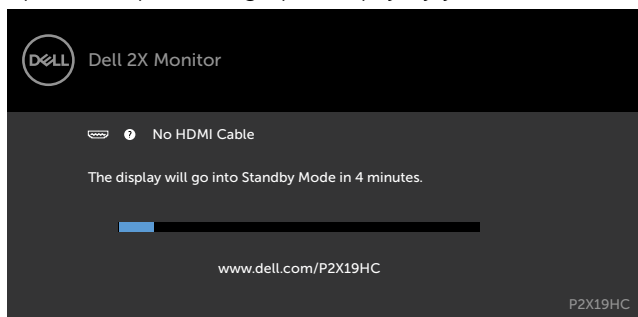 DELL
Dell 2X Monitor
? No HDMI Cable
The display will go into Standby Mode in 4 minutes.
www.dell.com/P2X19HC
P2X19HC